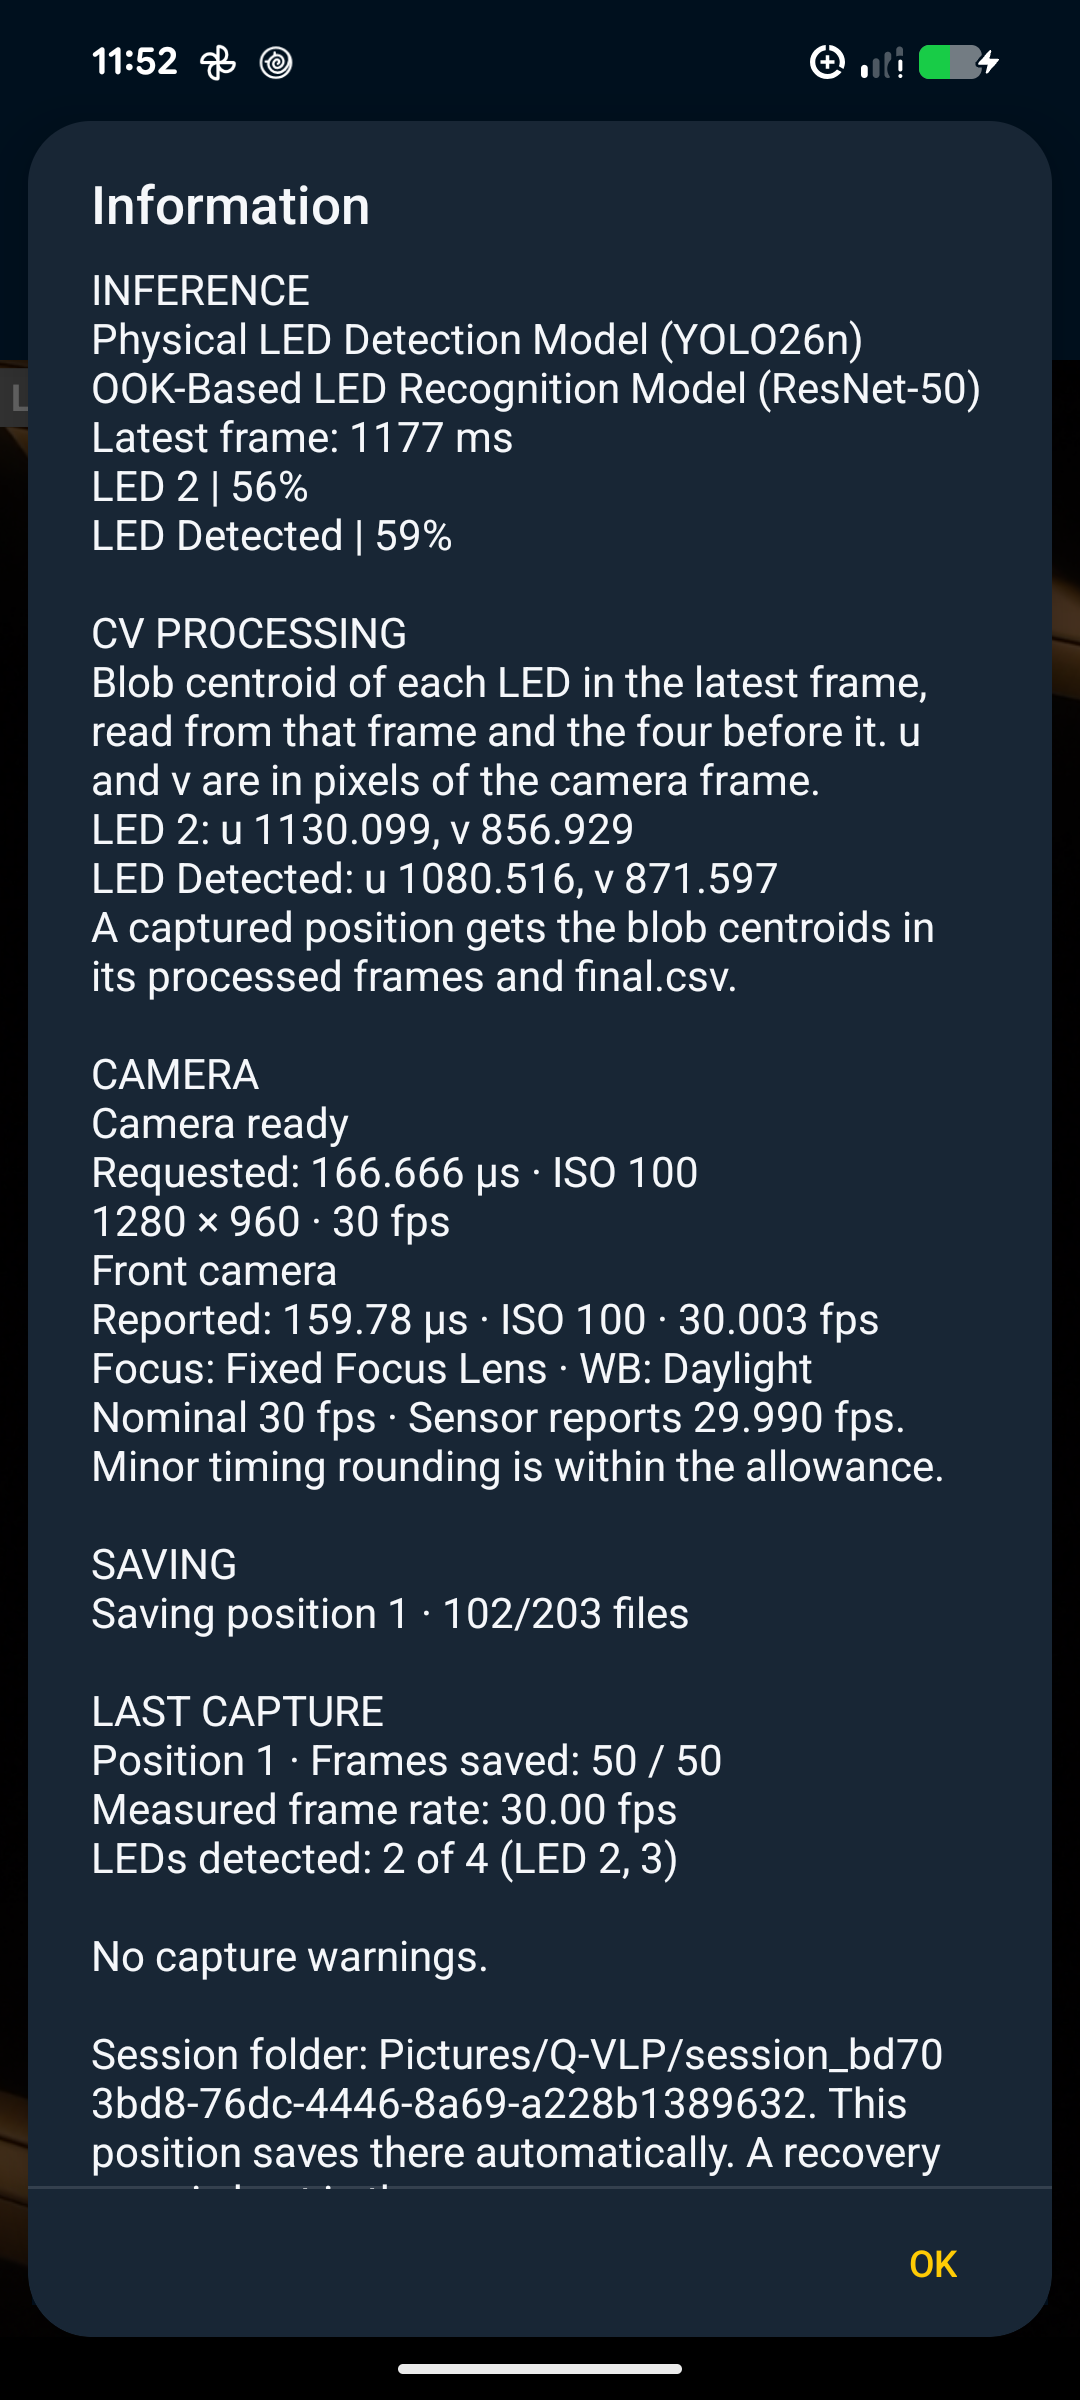 11:52
Information
INFERENCE
Physical LED Detection Model (YOLO26n)
OOK-Based LED Recognition Model (ResNet-50)
Latest frame: 1177 ms
LED 2 | 56%
LED Detected | 59%
CV PROCESSING
Blob centroid of each LED in the latest frame,
read from that frame and the four before it. u
and v are in pixels of the camera frame.
LED 2: u 1130.099, v 856.929
LED Detected: u 1080.516, v 871.597
A captured position gets the blob centroids in
its processed frames and final.csv.
CAMERA
Camera ready
Requested: 166.666 µs · ISO 100
1280 × 960 · 30 fps
Front camera
Reported: 159.78 µs · ISO 100 · 30.003 fps
Focus: Fixed Focus Lens · WB: Daylight
Nominal 30 fps · Sensor reports 29.990 fps.
Minor timing rounding is within the allowance.
SAVING
Saving position 1 · 102/203 files
LAST CAPTURE
Position 1 · Frames saved: 50 / 50
Measured frame rate: 30.00 fps
LEDs detected: 2 of 4 (LED 2, 3)
No capture warnings.
Session folder: Pictures/Q-VLP/session_bd70
3bd8-76dc-4446-8a69-a228b1389632. This
position saves there automatically. A recovery
OK